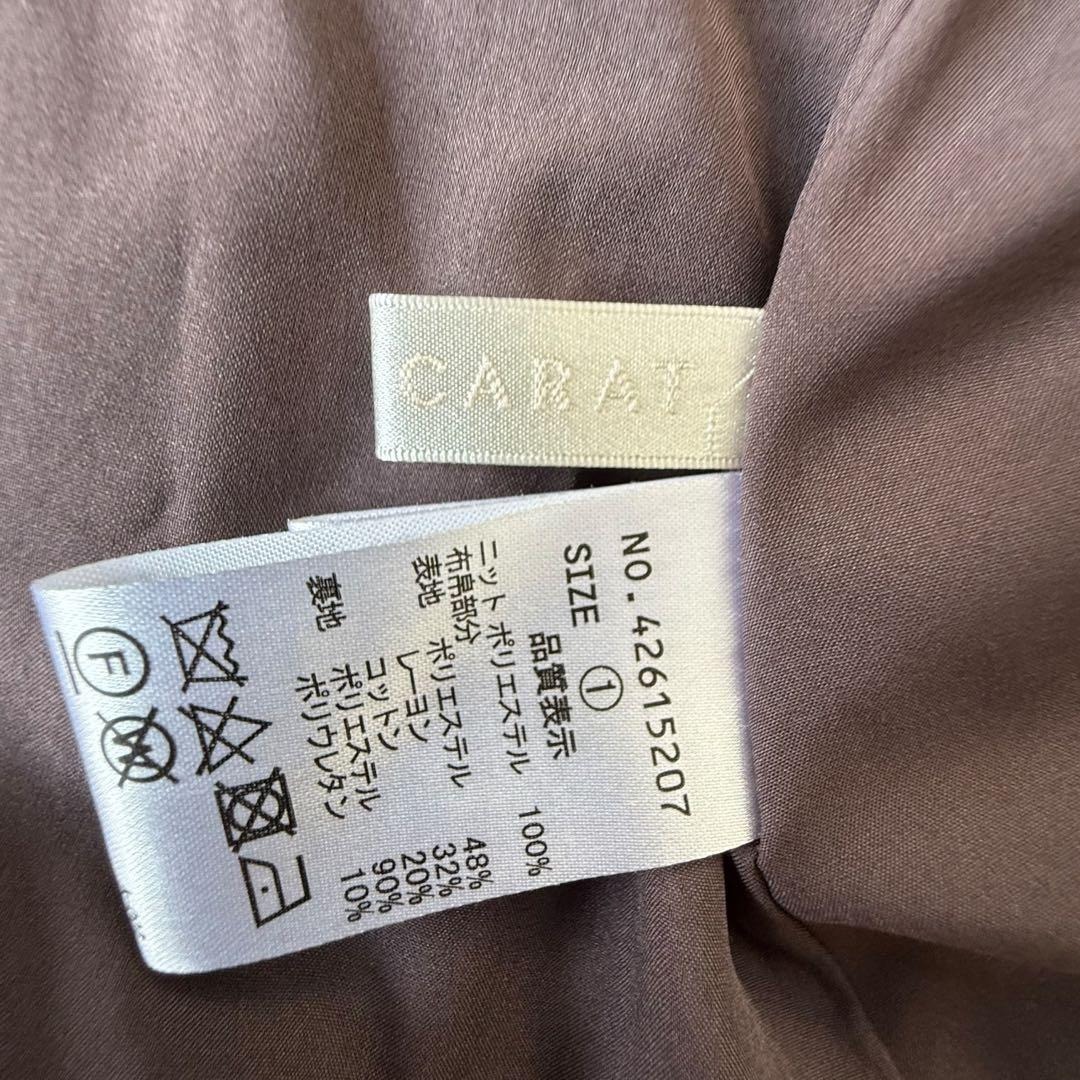 CARAT
NO.42615207
SIZE ①
品質表示
ニット ポリエステル 100%
布帛部分
表地 ポリエステル 48%
レーヨン 32%
コットン 20%
裏地 ポリエステル 90%
ポリウレタン 10%
F
W